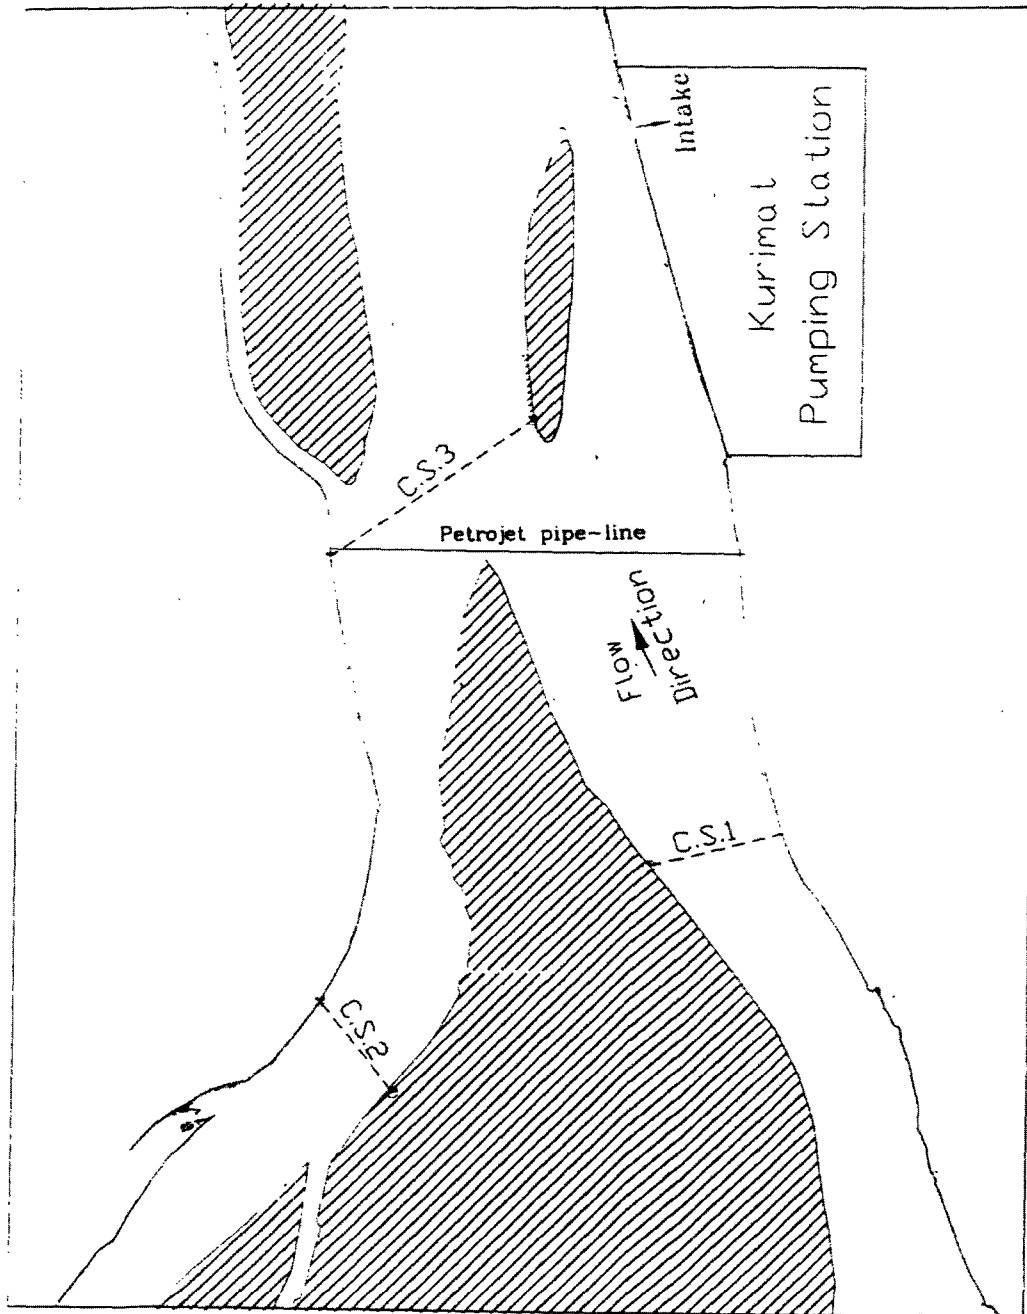 Intake
Kurimat
Pumping Station
C.S.3
Petrojet pipe-line
Flow
Direction
C.S.1
C.S.2